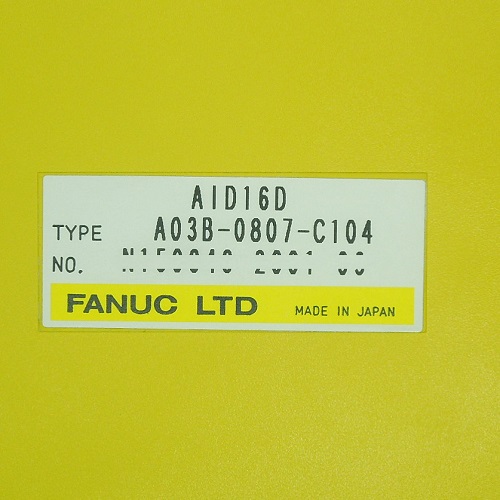 AID16D
TYPE A03B-0807-C104
NO.
FANUC LTD MADE IN JAPAN